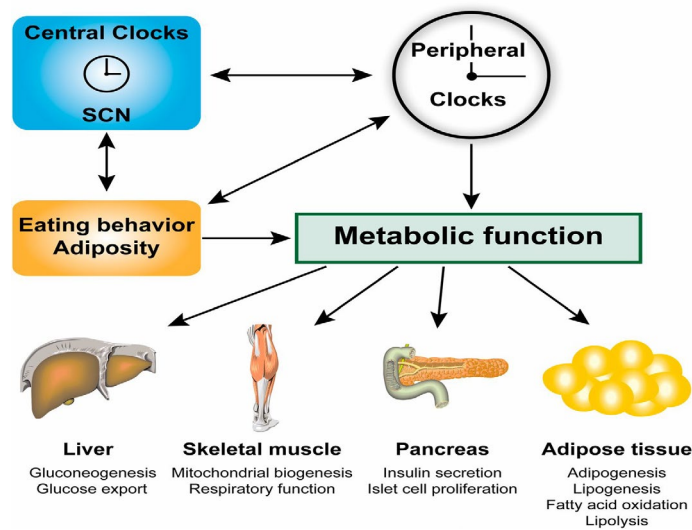 Central Clocks
SCN
Peripheral
Clocks
Eating behavior
Adiposity
Metabolic function
Liver
Gluconeogenesis
Glucose export
Skeletal muscle
Mitochondrial biogenesis
Respiratory function
Pancreas
Insulin secretion
Islet cell proliferation
Adipose tissue
Adipogenesis
Lipogenesis
Fatty acid oxidation
Lipolysis